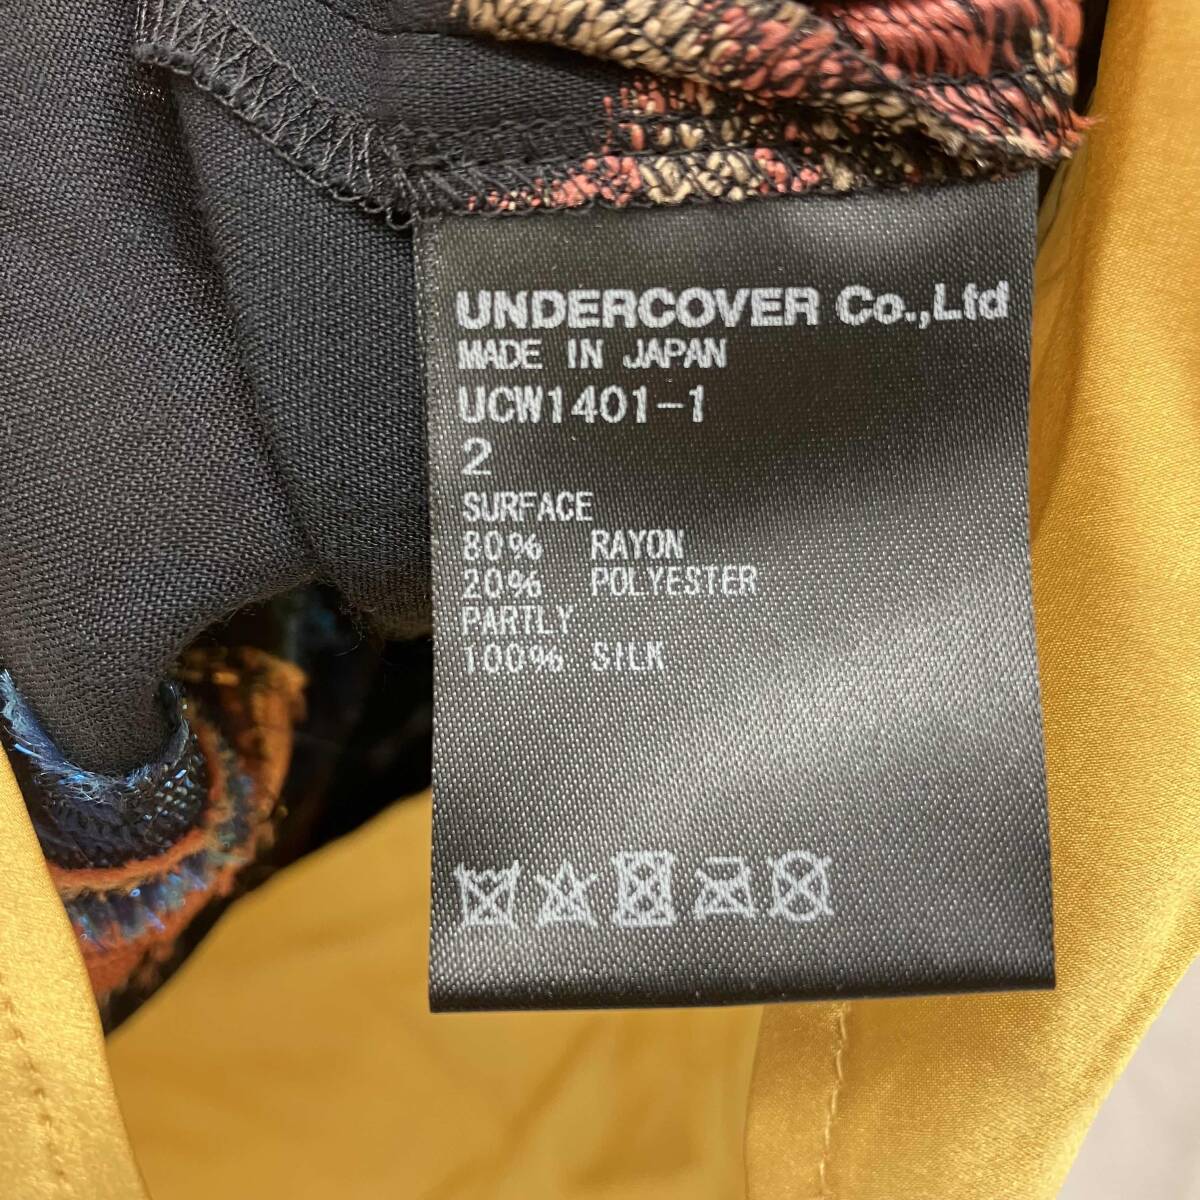 UNDERCOVER Co.,Ltd
MADE IN JAPAN
UCW1401-1
2
SURFACE
80% RAYON
20% POLYESTER
PARTLY
100% SILK